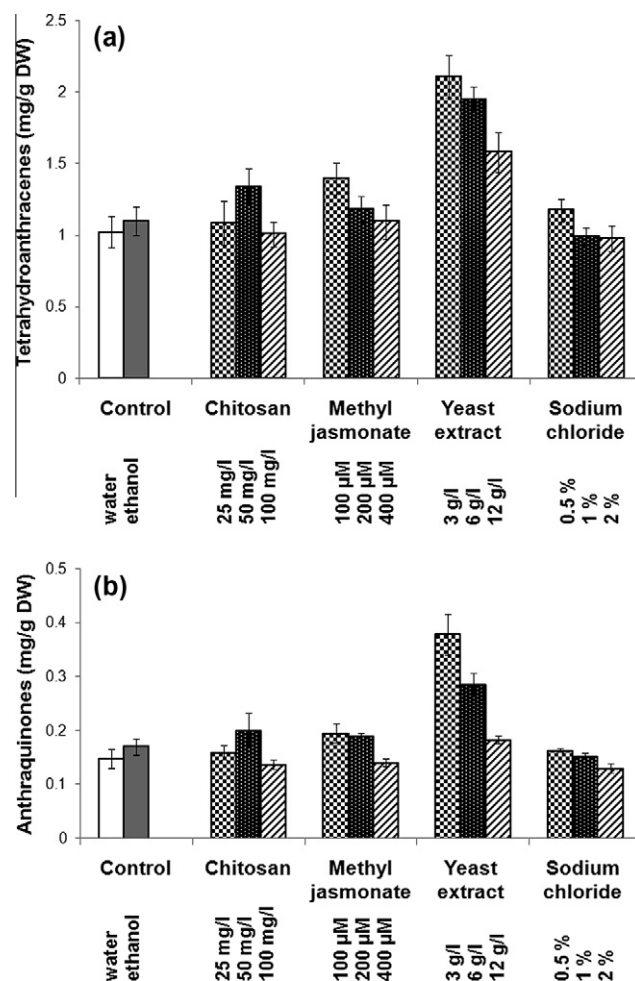 (a)
Tetrahydroanthracenes (mg/g DW)
2.5
2
1.5
1
0.5
0
Control Chitosan Methyl jasmonate Yeast extract Sodium chloride
water
ethanol
25 mg/l
50 mg/l
100 mg/l
100 µM
200 µM
400 µM
3 g/l
6 g/l
12 g/l
0.5 %
1 %
2 %
(b)
Anthraquinones (mg/g DW)
0.5
0.4
0.3
0.2
0.1
0
Control Chitosan Methyl jasmonate Yeast extract Sodium chloride
water
ethanol
25 mg/l
50 mg/l
100 mg/l
100 µM
200 µM
400 µM
3 g/l
6 g/l
12 g/l
0.5 %
1 %
2 %